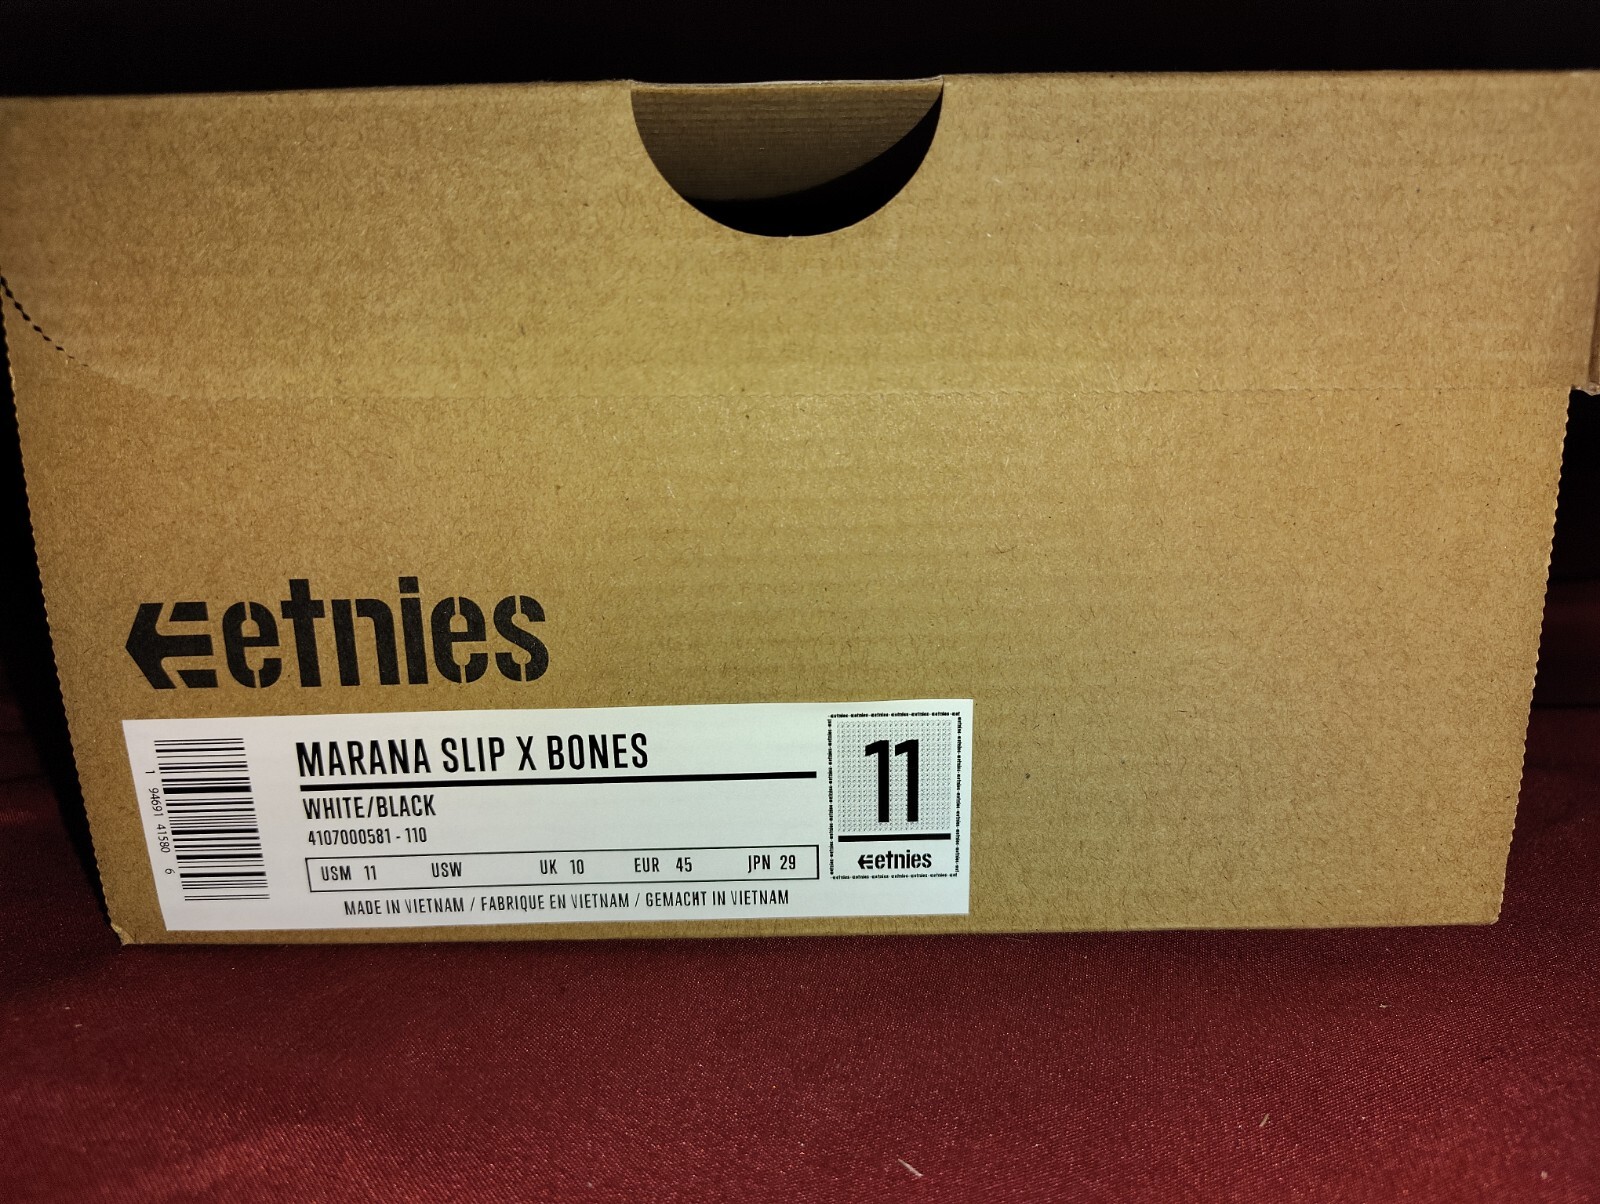 etnies
MARANA SLIP X BONES
WHITE/BLACK
4107000581 - 110
USM 11 USW UK 10 EUR 45 JPN 29
MADE IN VIETNAM / FABRIQUE EN VIETNAM / GEMACHT IN VIETNAM
1 94691 41580 6
11
etnies